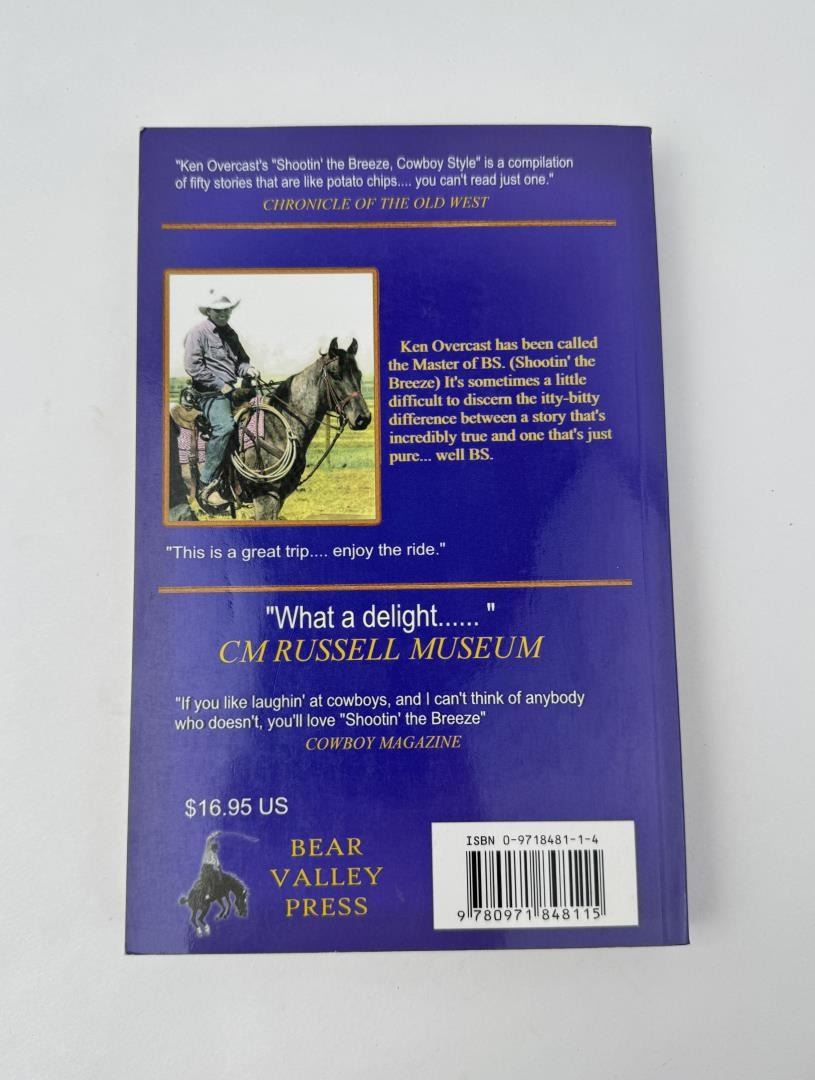 "Ken Overcast's "Shootin' the Breeze, Cowboy Style" is a compilation
of fifty stories that are like potato chips.... you can't read just one."
CHRONICLE OF THE OLD WEST
Ken Overcast has been called
the Master of BS. (Shootin' the
Breeze) It's sometimes a little
difficult to discern the itty-bitty
difference between a story that's
incredibly true and one that's just
pure... well BS.
"This is a great trip.... enjoy the ride."
"What a delight...... "
CM RUSSELL MUSEUM
"If you like laughin' at cowboys, and I can't think of anybody
who doesn't, you'll love "Shootin' the Breeze"
COWBOY MAGAZINE
$16.95 US
BEAR
VALLEY
PRESS
ISBN 0-9718481-1-4
9 780971 848115